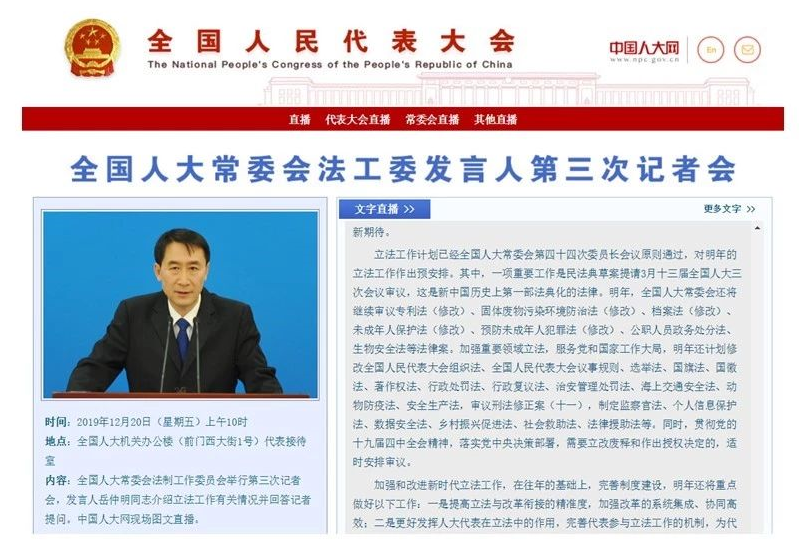 全国人民代表大会
The National People's Congress of the People's Republic of China
中国人大网
www.npc.gov.cn
En
直播 代表大会直播 常委会直播 其他直播
全国人大常委会法工委发言人第三次记者会
时间：2019年12月20日（星期五）上午10时
地点：全国人大机关办公楼（前门西大街1号）代表接待
室
内容：全国人大常委会法制工作委员会举行第三次记者
会，发言人岳仲明同志介绍立法工作有关情况并回答记者
提问。中国人大网现场图文直播。
文字直播 >>
更多文字 >>
新期待。
立法工作计划已经全国人大常委会第四十四次委员长会议原则通过，对明年的
立法工作作出预安排。其中，一项重要工作是民法典草案提请3月十三届全国人大三
次会议审议，这是新中国历史上第一部法典化的法律。明年，全国人大常委会还将
继续审议专利法（修改）、固体废物污染环境防治法（修改）、档案法（修改）、
未成年人保护法（修改）、预防未成年人犯罪法（修改）、公职人员政务处分法、
生物安全法等法律案。加强重要领域立法，服务党和国家工作大局，明年还计划修
改全国人民代表大会组织法、全国人民代表大会议事规则、选举法、国旗法、国徽
法、著作权法、行政处罚法、行政复议法、治安管理处罚法、海上交通安全法、动
物防疫法、安全生产法，审议刑法修正案（十一），制定监察官法、个人信息保护
法、数据安全法、乡村振兴促进法、社会救助法、法律援助法等。同时，贯彻党的
十九届四中全会精神，落实党中央决策部署，需要立改废释和作出授权决定的，适
时安排审议。
加强和改进新时代立法工作，在往年的基础上，完善制度建设，明年还将重点
做好以下工作：一是提高立法与改革衔接的精准度，加强改革的系统集成、协同高
效；二是更好发挥人大代表在立法中的作用，完善代表参与立法工作的机制，为代